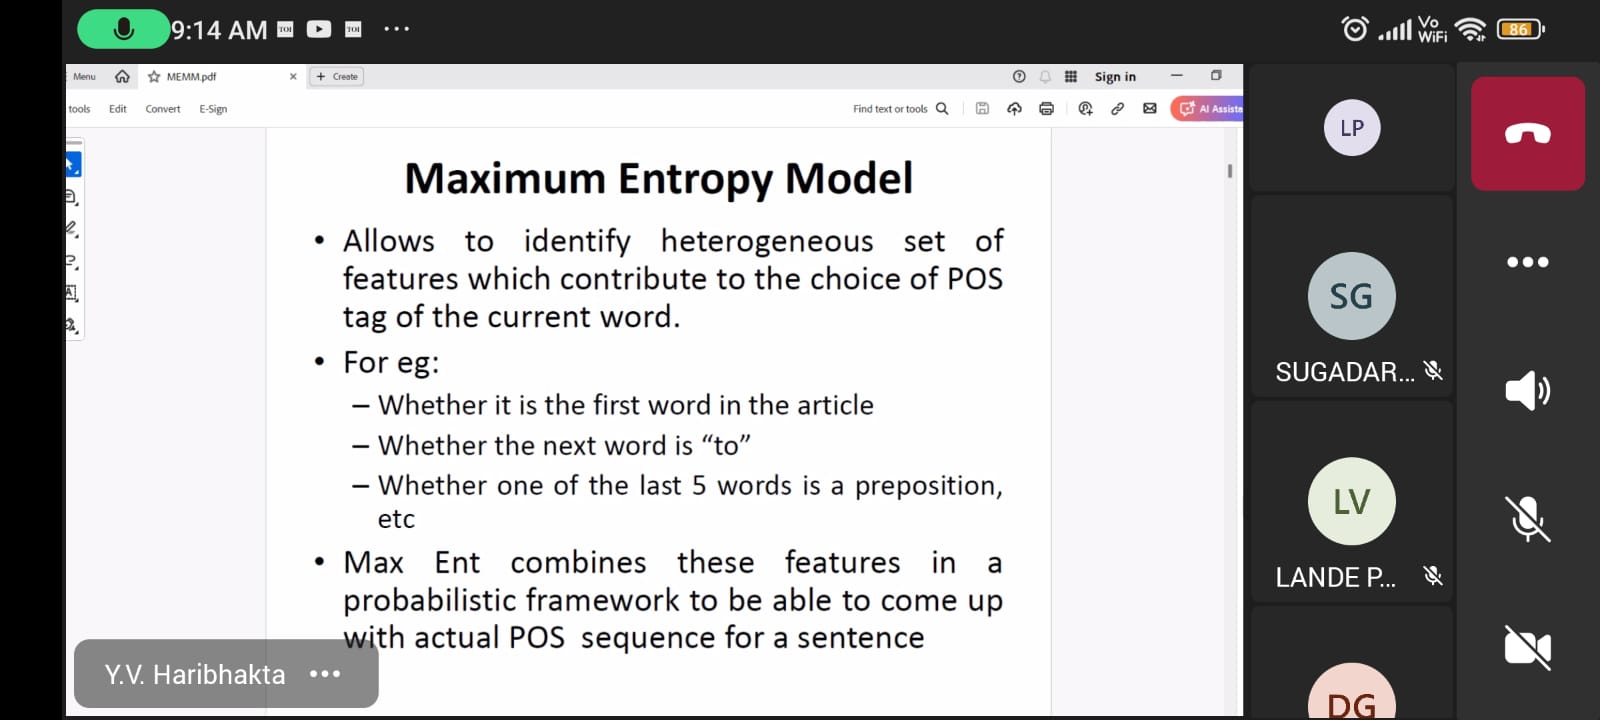 9:14 AM TOI TOI ...
Vo
WiFi
86
Menu MEMM.pdf × + Create Sign in
tools Edit Convert E-Sign Find text or tools AI Assista
Maximum Entropy Model
• Allows to identify heterogeneous set of
features which contribute to the choice of POS
tag of the current word.
• For eg:
– Whether it is the first word in the article
– Whether the next word is “to”
– Whether one of the last 5 words is a preposition,
etc
• Max Ent combines these features in a
probabilistic framework to be able to come up
with actual POS sequence for a sentence
Y.V. Haribhakta ...
LP
SG
SUGADAR...
LV
LANDE P...
DG